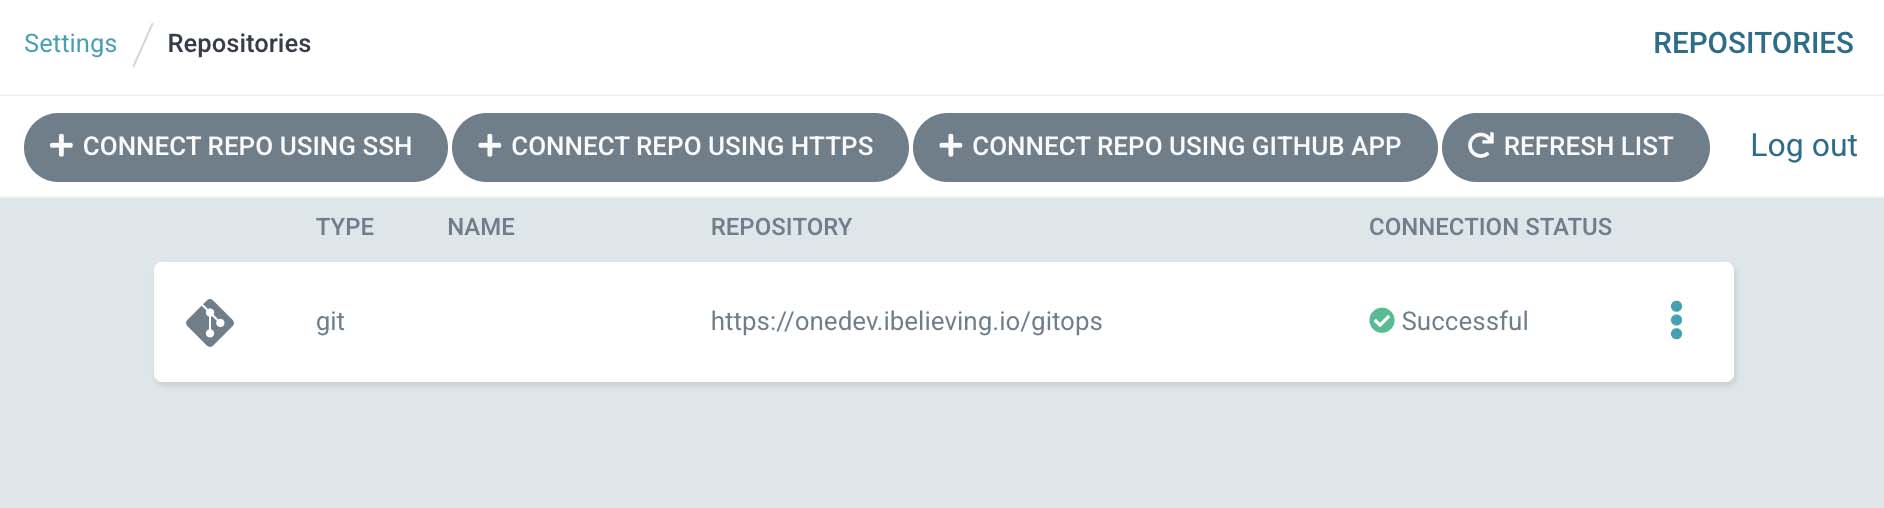 Settings / Repositories
REPOSITORIES
CONNECT REPO USING SSH
CONNECT REPO USING HTTPS
CONNECT REPO USING GITHUB APP
REFRESH LIST
Log out
TYPE NAME REPOSITORY CONNECTION STATUS
git https://onedev.ibelieving.io/gitops Successful